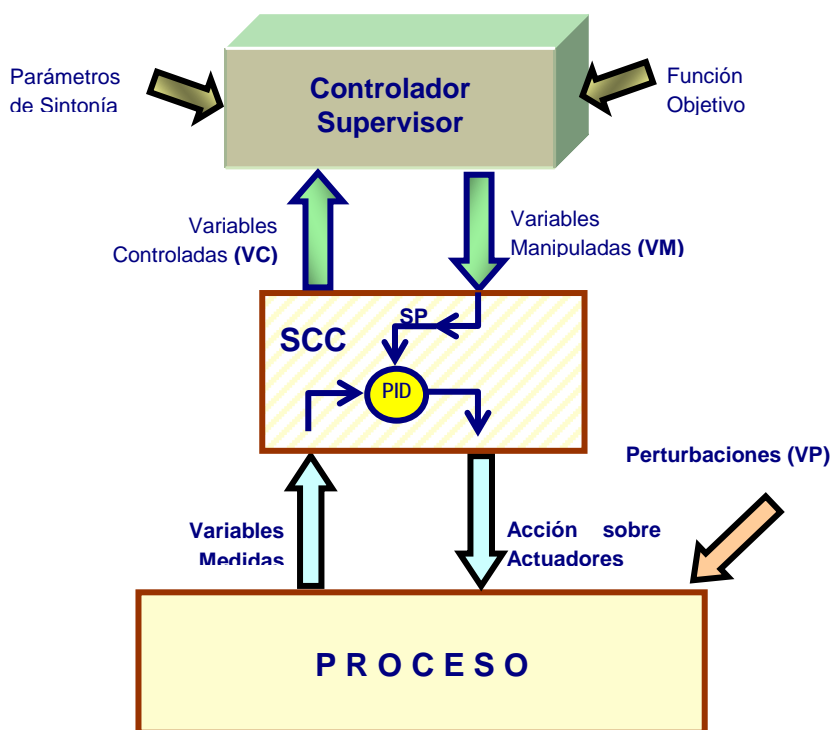 Parámetros
de Sintonía
Controlador
Supervisor
Función
Objetivo
Variables
Controladas (VC)
Variables
Manipuladas (VM)
SP
SCC
PID
Perturbaciones (VP)
Variables
Medidas
Acción sobre
Actuadores
PROCESO